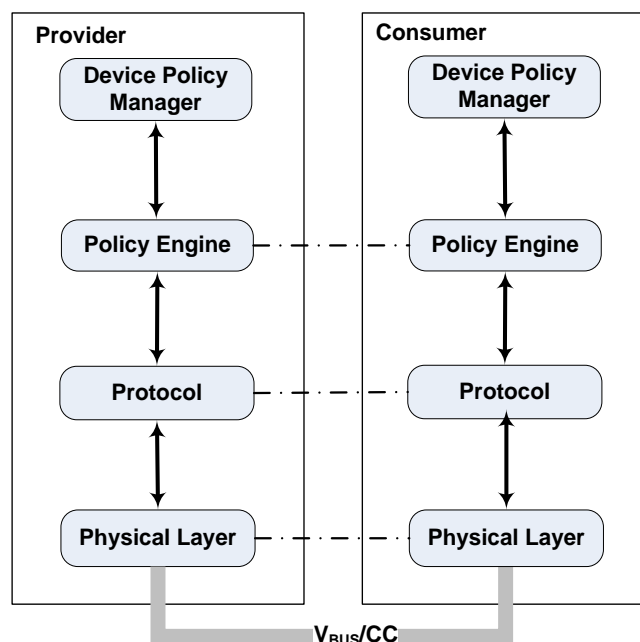 Provider
Device Policy
Manager
Policy Engine
Protocol
Physical Layer
Consumer
Device Policy
Manager
Policy Engine
Protocol
Physical Layer
VBUS/CC